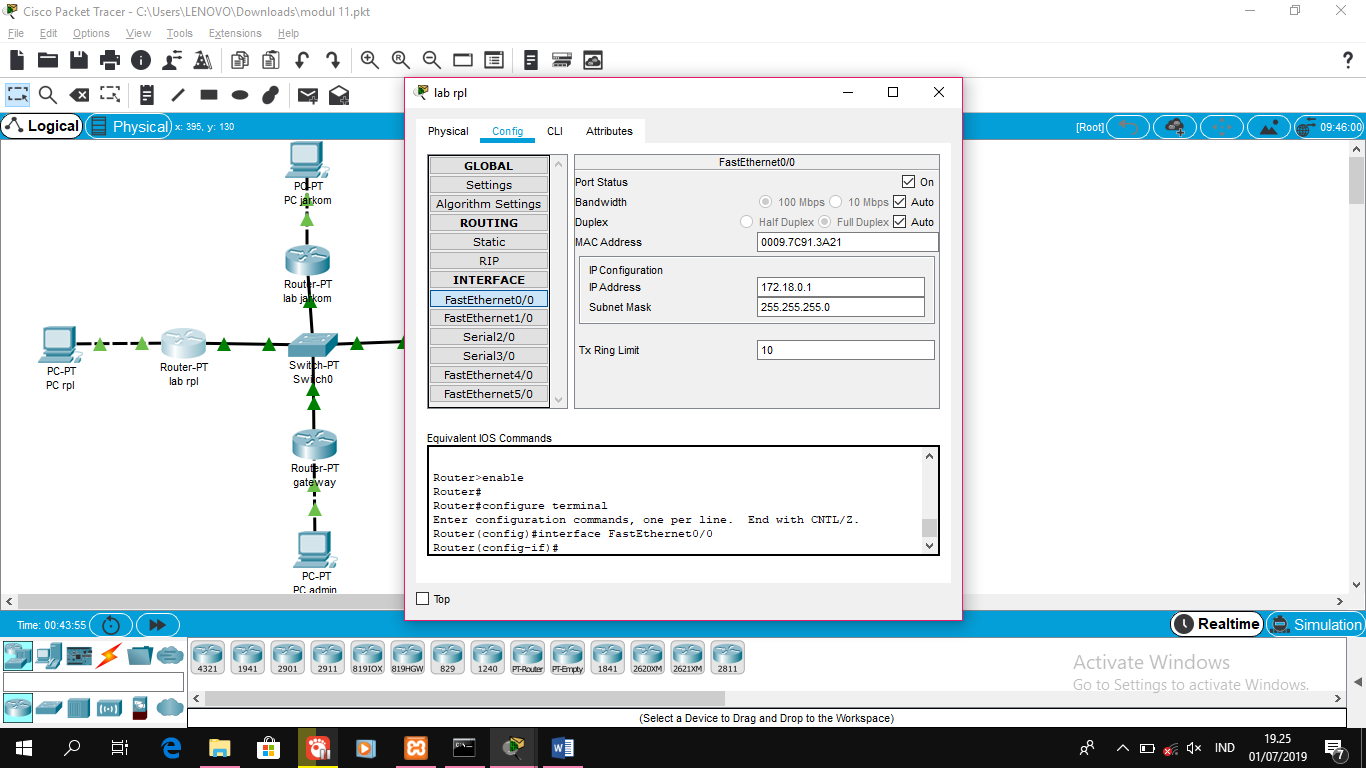 Cisco Packet Tracer - C:\Users\LENOVO\Downloads\modul 11.pkt
File Edit Options View Tools Extensions Help
Logical Physical x: 395, y: 130
[Root] 09:46:00
PC-PT
PC jarkom
Router-PT
lab jarkom
PC-PT
PC rpl
Router-PT
lab rpl
Switch-PT
Switch0
Router-PT
gateway
PC-PT
PC admin
lab rpl
Physical Config CLI Attributes
GLOBAL
Settings
Algorithm Settings
ROUTING
Static
RIP
INTERFACE
FastEthernet0/0
FastEthernet1/0
Serial2/0
Serial3/0
FastEthernet4/0
FastEthernet5/0
FastEthernet0/0
Port Status On
Bandwidth 100 Mbps 10 Mbps Auto
Duplex Half Duplex Full Duplex Auto
MAC Address 0009.7C91.3A21
IP Configuration
IP Address 172.18.0.1
Subnet Mask 255.255.255.0
Tx Ring Limit 10
Equivalent IOS Commands
Router>enable
Router#
Router#configure terminal
Enter configuration commands, one per line. End with CNTL/Z.
Router(config)#interface FastEthernet0/0
Router(config-if)#
Top
Time: 00:43:55
Realtime Simulation
4321 1941 2901 2911 819IOX 819HGW 829 1240 PT-Router PT-Empty 1841 2620XM 2621XM 2811
Activate Windows
Go to Settings to activate Windows.
(Select a Device to Drag and Drop to the Workspace)
IND
19.25
01/07/2019
7